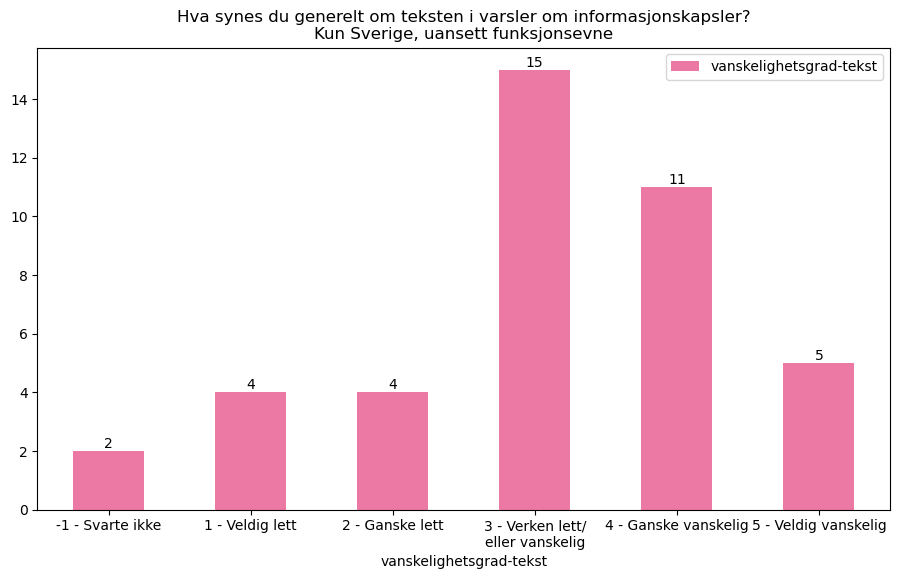 Hva synes du generelt om teksten i varsler om informasjonskapsler?
Kun Sverige, uansett funksjonsevne
vanskelighetsgrad-tekst
15
14
12
11
10
8
6
5
4
4
4
2
2
0
-1 - Svarte ikke
1 - Veldig lett
2 - Ganske lett
3 - Verken lett/
eller vanskelig
4 - Ganske vanskelig
5 - Veldig vanskelig
vanskelighetsgrad-tekst